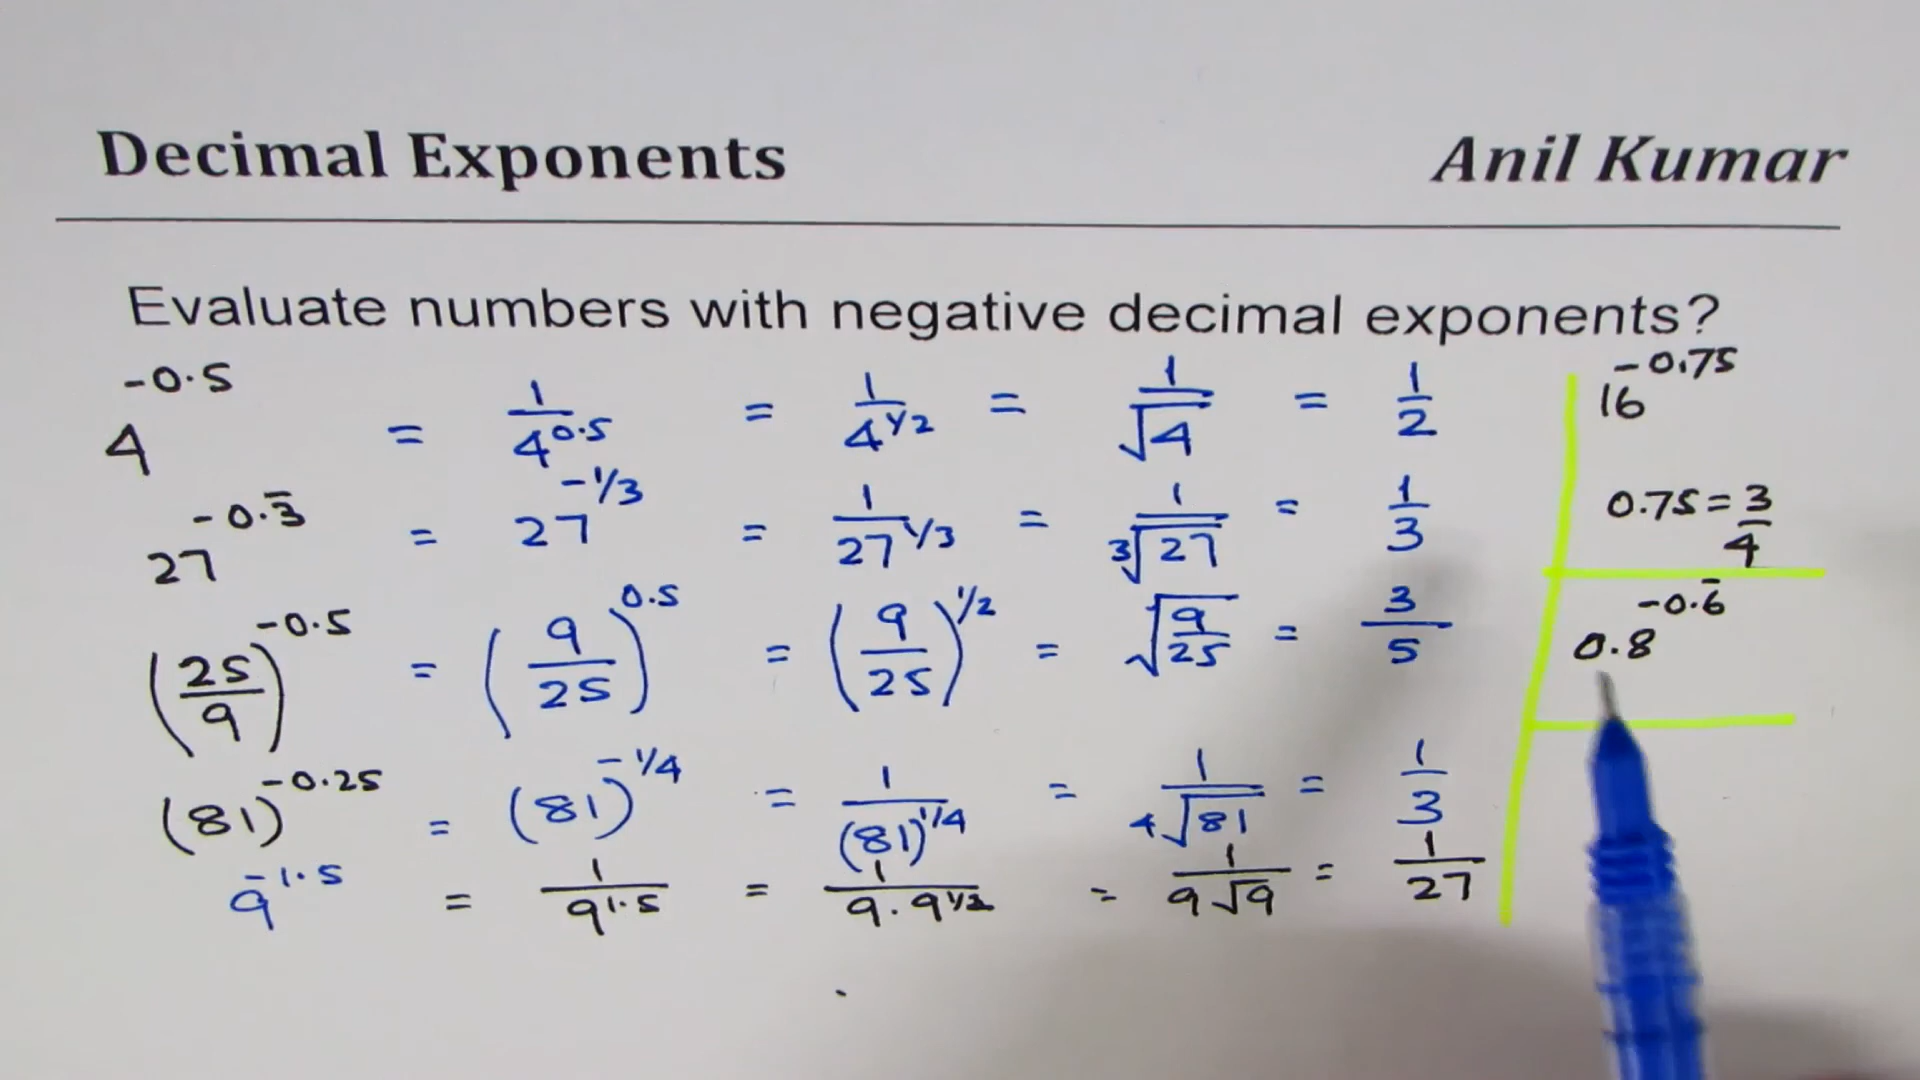 Decimal Exponents Anil Kumar
Evaluate numbers with negative decimal exponents?
4^-0.5 = 1/4^0.5 = 1/4^1/2 = 1/√4 = 1/2
27^-0.3̅ = 27^-1/3 = 1/27^1/3 = 1/3√27 = 1/3
(25/9)^-0.5 = (9/25)^0.5 = (9/25)^1/2 = √9/25 = 3/5
(81)^-0.25 = (81)^-1/4 = 1/(81)^1/4 = 1/4√81 = 1/3
9^-1.5 = 1/9^1.5 = 1/9.9^1/2 = 1/9√9 = 1/27
16^-0.75
0.75 = 3/4
0.8^-0.6̅